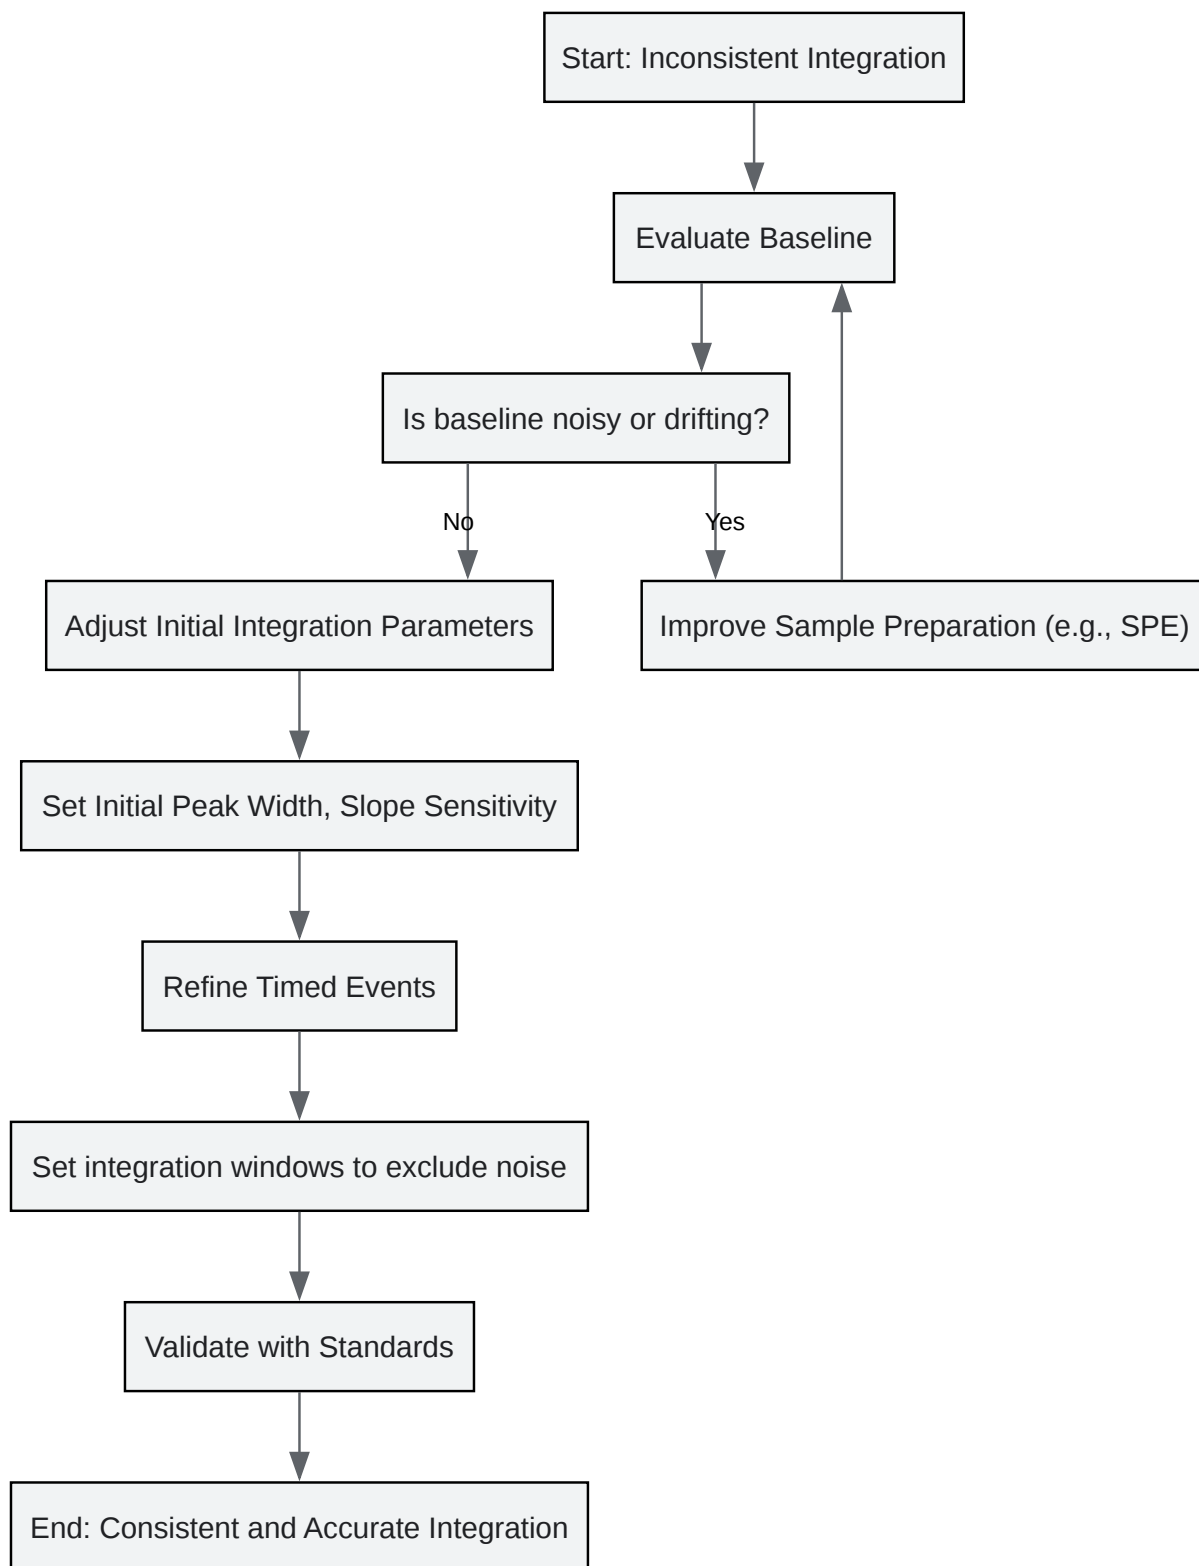 Start: Inconsistent Integration
Evaluate Baseline
Is baseline noisy or drifting?
No
Yes
Adjust Initial Integration Parameters
Improve Sample Preparation (e.g., SPE)
Set Initial Peak Width, Slope Sensitivity
Refine Timed Events
Set integration windows to exclude noise
Validate with Standards
End: Consistent and Accurate Integration